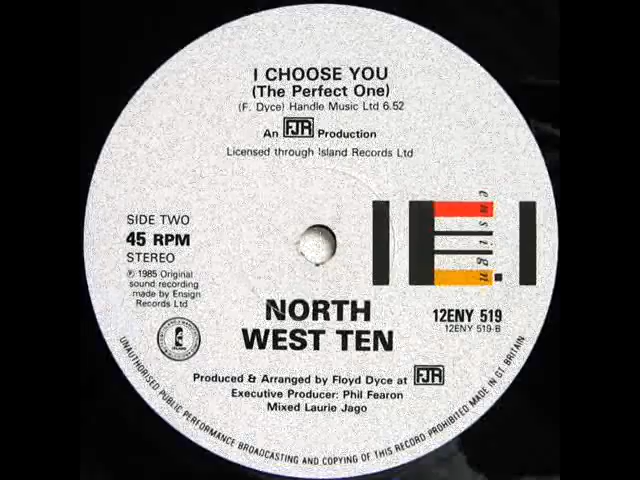 I CHOOSE YOU
(The Perfect One)
(F. Dyce) Handle Music Ltd 6.52
An FJR Production
Licensed through Island Records Ltd
ensign
SIDE TWO
45 RPM
STEREO
℗ 1985 Original
sound recording
made by Ensign
Records Ltd
12ENY 519
12ENY 519-B
NORTH
WEST TEN
Produced & Arranged by Floyd Dyce at FJR
Executive Producer: Phil Fearon
Mixed Laurie Jago
UNAUTHORISED PUBLIC PERFORMANCE BROADCASTING AND COPYING OF THIS RECORD PROHIBITED MADE IN GT BRITAIN